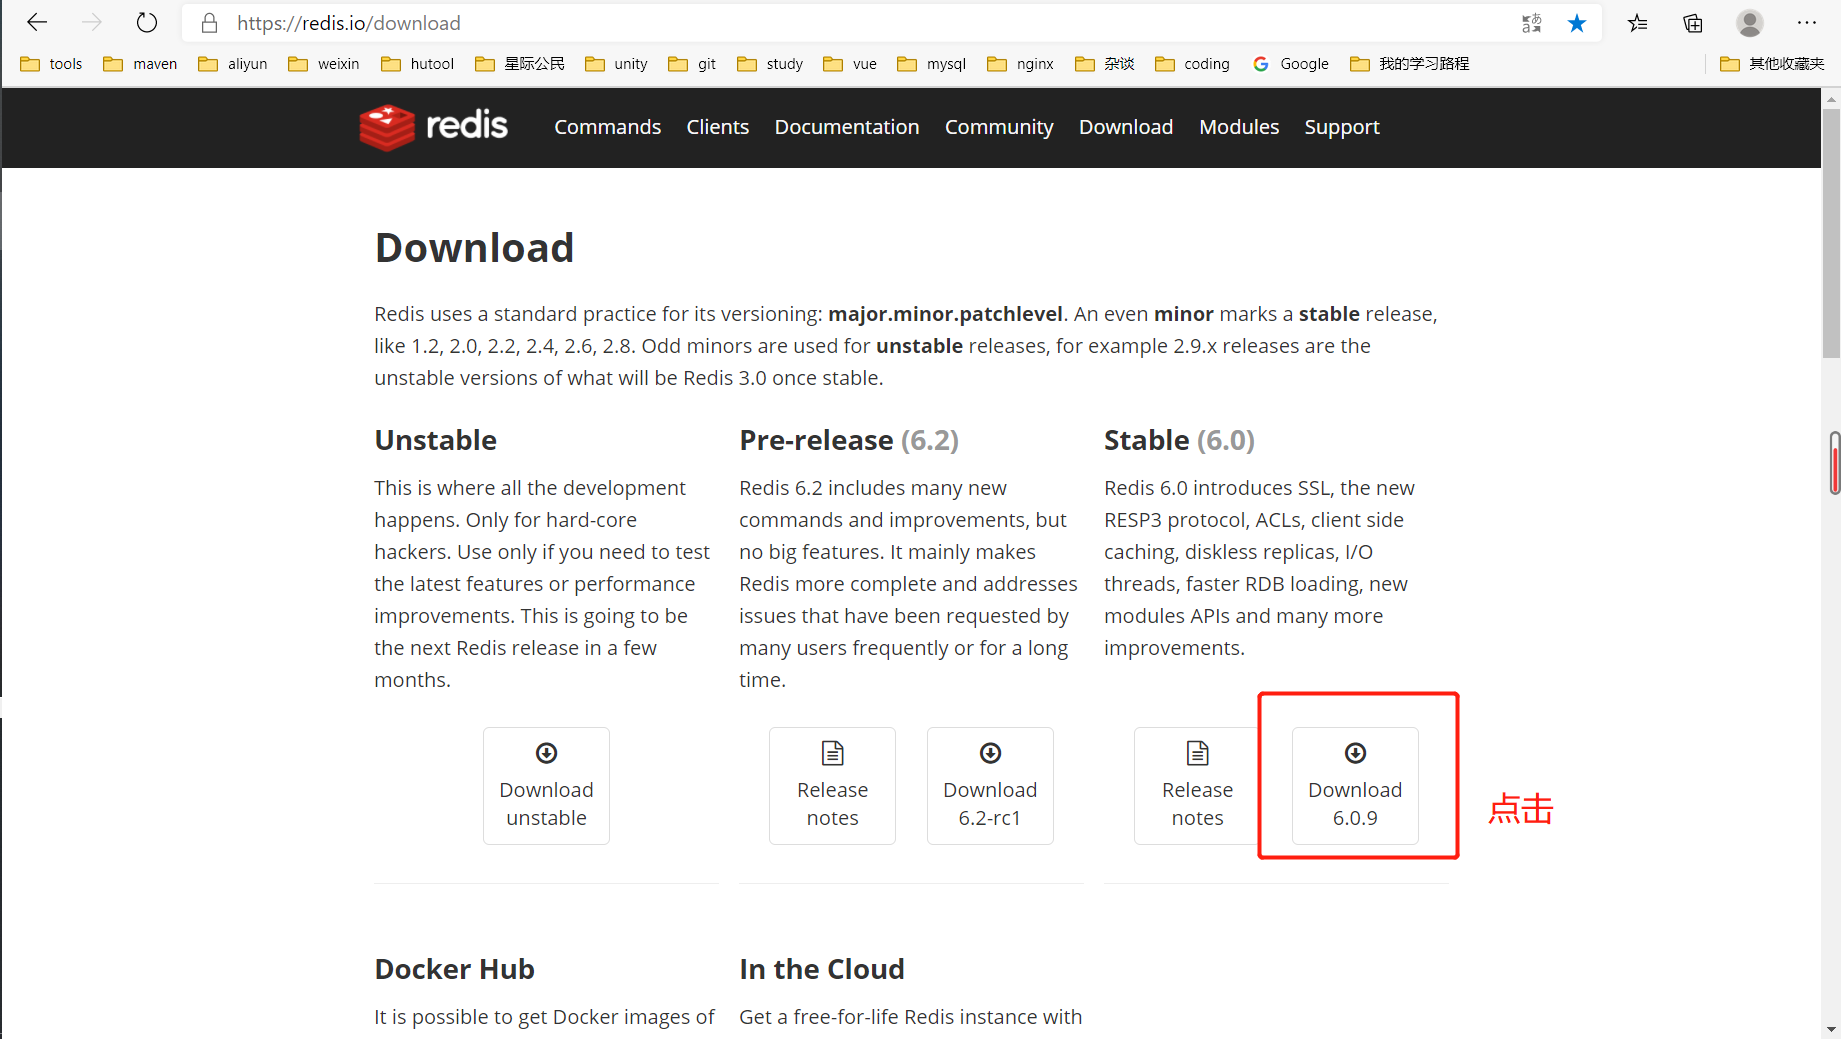 https://redis.io/download
tools maven aliyun weixin hutool 星际公民 unity git study vue mysql nginx 杂谈 coding Google 我的学习路程 其他收藏夹
redis Commands Clients Documentation Community Download Modules Support
Download
Redis uses a standard practice for its versioning: major.minor.patchlevel. An even minor marks a stable release,
like 1.2, 2.0, 2.2, 2.4, 2.6, 2.8. Odd minors are used for unstable releases, for example 2.9.x releases are the
unstable versions of what will be Redis 3.0 once stable.
Unstable
This is where all the development
happens. Only for hard-core
hackers. Use only if you need to test
the latest features or performance
improvements. This is going to be
the next Redis release in a few
months.
Download
unstable
Pre-release (6.2)
Redis 6.2 includes many new
commands and improvements, but
no big features. It mainly makes
Redis more complete and addresses
issues that have been requested by
many users frequently or for a long
time.
Release
notes
Download
6.2-rc1
Stable (6.0)
Redis 6.0 introduces SSL, the new
RESP3 protocol, ACLs, client side
caching, diskless replicas, I/O
threads, faster RDB loading, new
modules APIs and many more
improvements.
Release
notes
Download
6.0.9
点击
Docker Hub
It is possible to get Docker images of
In the Cloud
Get a free-for-life Redis instance with